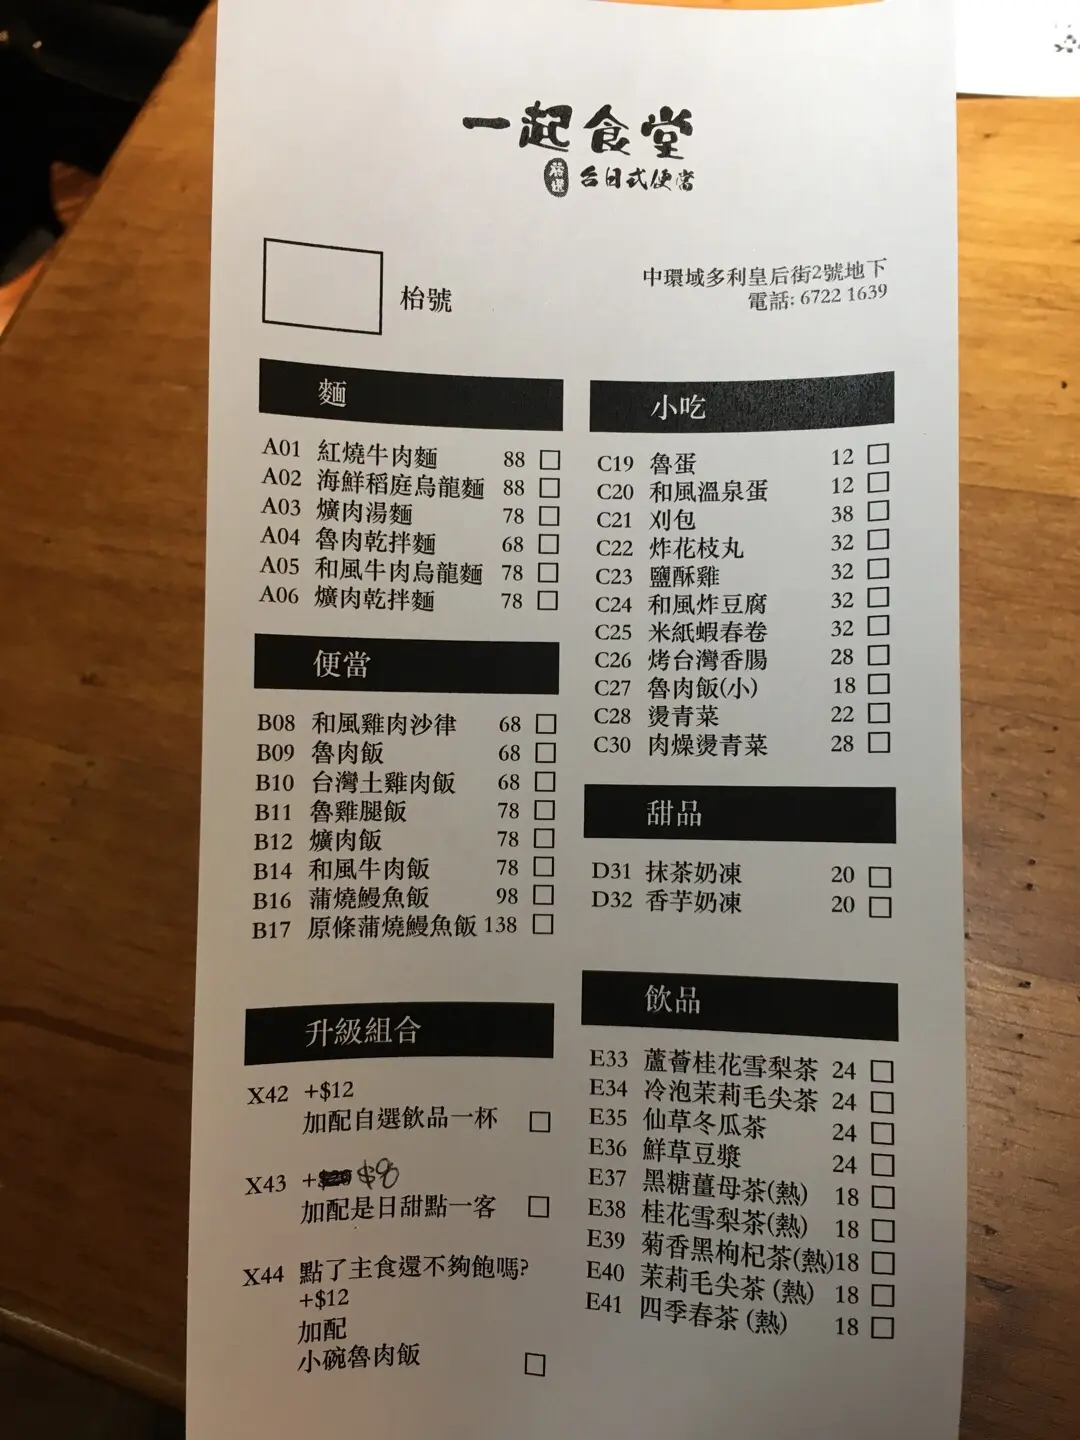 一起食堂
台日式便當
枱號
中環域多利皇后街2號地下
電話: 6722 1639
麵
A01 紅燒牛肉麵 88
A02 海鮮稻庭烏龍麵 88
A03 爌肉湯麵 78
A04 魯肉乾拌麵 68
A05 和風牛肉烏龍麵 78
A06 爌肉乾拌麵 78
便當
B08 和風雞肉沙律 68
B09 魯肉飯 68
B10 台灣土雞肉飯 68
B11 魯雞腿飯 78
B12 爌肉飯 78
B14 和風牛肉飯 78
B16 蒲燒鰻魚飯 98
B17 原條蒲燒鰻魚飯 138
升級組合
X42 +$12
加配自選飲品一杯
X43 + $8
加配是日甜點一客
X44 點了主食還不夠飽嗎?
+$12
加配
小碗魯肉飯
小吃
C19 魯蛋 12
C20 和風溫泉蛋 12
C21 刈包 38
C22 炸花枝丸 32
C23 鹽酥雞 32
C24 和風炸豆腐 32
C25 米紙蝦春卷 32
C26 烤台灣香腸 28
C27 魯肉飯(小) 18
C28 燙青菜 22
C30 肉燥燙青菜 28
甜品
D31 抹茶奶凍 20
D32 香芋奶凍 20
飲品
E33 蘆薈桂花雪梨茶 24
E34 冷泡茉莉毛尖茶 24
E35 仙草冬瓜茶 24
E36 鮮草豆漿 24
E37 黑糖薑母茶(熱) 18
E38 桂花雪梨茶(熱) 18
E39 菊香黑枸杞茶(熱) 18
E40 茉莉毛尖茶 (熱) 18
E41 四季春茶 (熱) 18